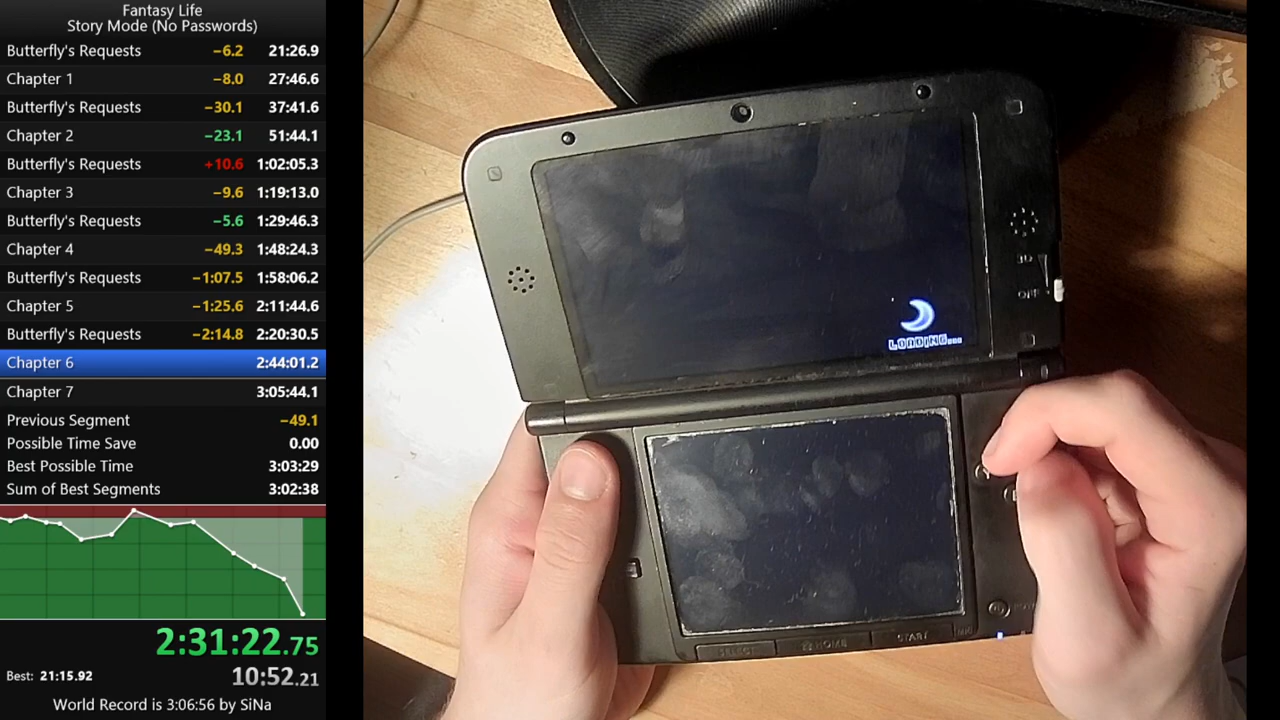 Fantasy Life
Story Mode (No Passwords)
Butterfly's Requests −6.2 21:26.9
Chapter 1 −8.0 27:46.6
Butterfly's Requests −30.1 37:41.6
Chapter 2 −23.1 51:44.1
Butterfly's Requests +10.6 1:02:05.3
Chapter 3 −9.6 1:19:13.0
Butterfly's Requests −5.6 1:29:46.3
Chapter 4 −49.3 1:48:24.3
Butterfly's Requests −1:07.5 1:58:06.2
Chapter 5 −1:25.6 2:11:44.6
Butterfly's Requests −2:14.8 2:20:30.5
Chapter 6 2:44:01.2
Chapter 7 3:05:44.1
Previous Segment −49.1
Possible Time Save 0.00
Best Possible Time 3:03:29
Sum of Best Segments 3:02:38
2:31:22.75
Best: 21:15.92 10:52.21
World Record is 3:06:56 by SiNa
3D
OFF
LOADING...
SELECT HOME START